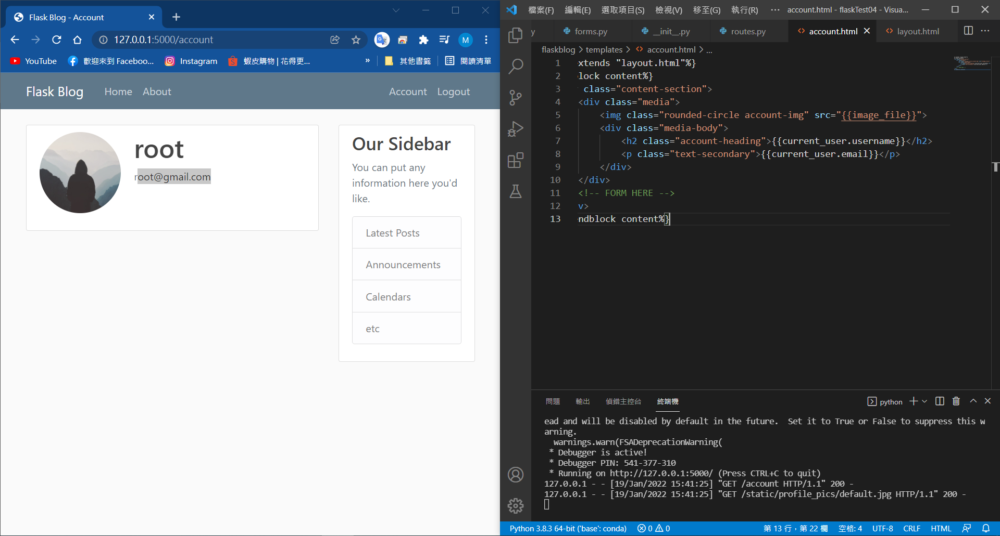 Flask Blog - Account
127.0.0.1:5000/account
M
YouTube
歡迎來到 Faceboo...
Instagram
蝦皮購物 | 花得更...
»
其他書籤
閱讀清單
Flask Blog
Home
About
Account
Logout
root
root@gmail.com
Our Sidebar
You can put any
information here you'd
like.
Latest Posts
Announcements
Calendars
etc
檔案(F) 編輯(E) 選取項目(S) 檢視(V) 移至(G) 執行(R) ··· account.html - flaskTest04 - Visua...
y forms.py __init__.py routes.py account.html layout.html
flaskblog > templates > account.html > ...
1 xtends "layout.html"%}
2 lock content%}
3 class="content-section">
4 <div class="media">
5 <img class="rounded-circle account-img" src="{{image_file}}">
6 <div class="media-body">
7 <h2 class="account-heading">{{current_user.username}}</h2>
8 <p class="text-secondary">{{current_user.email}}</p>
9 </div>
10 </div>
11 <!-- FORM HERE -->
12 v>
13 ndblock content%}
問題 輸出 偵錯主控台 終端機 python
ead and will be disabled by default in the future.  Set it to True or False to suppress this w
arning.
warnings.warn(FSADeprecationWarning(
* Debugger is active!
* Debugger PIN: 541-377-310
* Running on http://127.0.0.1:5000/ (Press CTRL+C to quit)
127.0.0.1 - - [19/Jan/2022 15:41:25] "GET /account HTTP/1.1" 200 -
127.0.0.1 - - [19/Jan/2022 15:41:25] "GET /static/profile_pics/default.jpg HTTP/1.1" 200 -
Python 3.8.3 64-bit ('base': conda) 0 0 第 13 行，第 22 欄 空格: 4 UTF-8 CRLF HTML